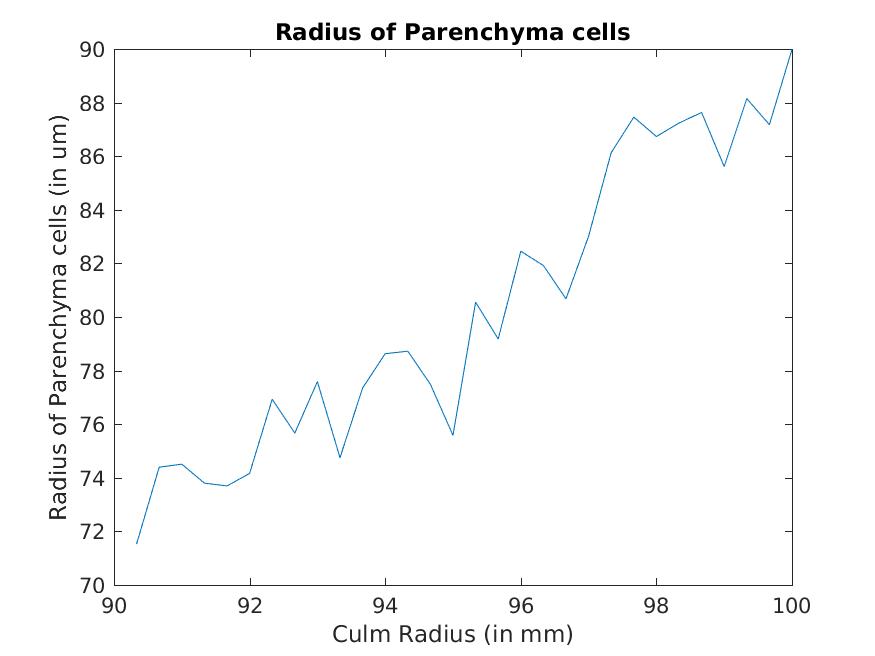 Radius of Parenchyma cells
Radius of Parenchyma cells (in um)
90
88
86
84
82
80
78
76
74
72
70
90 92 94 96 98 100
Culm Radius (in mm)